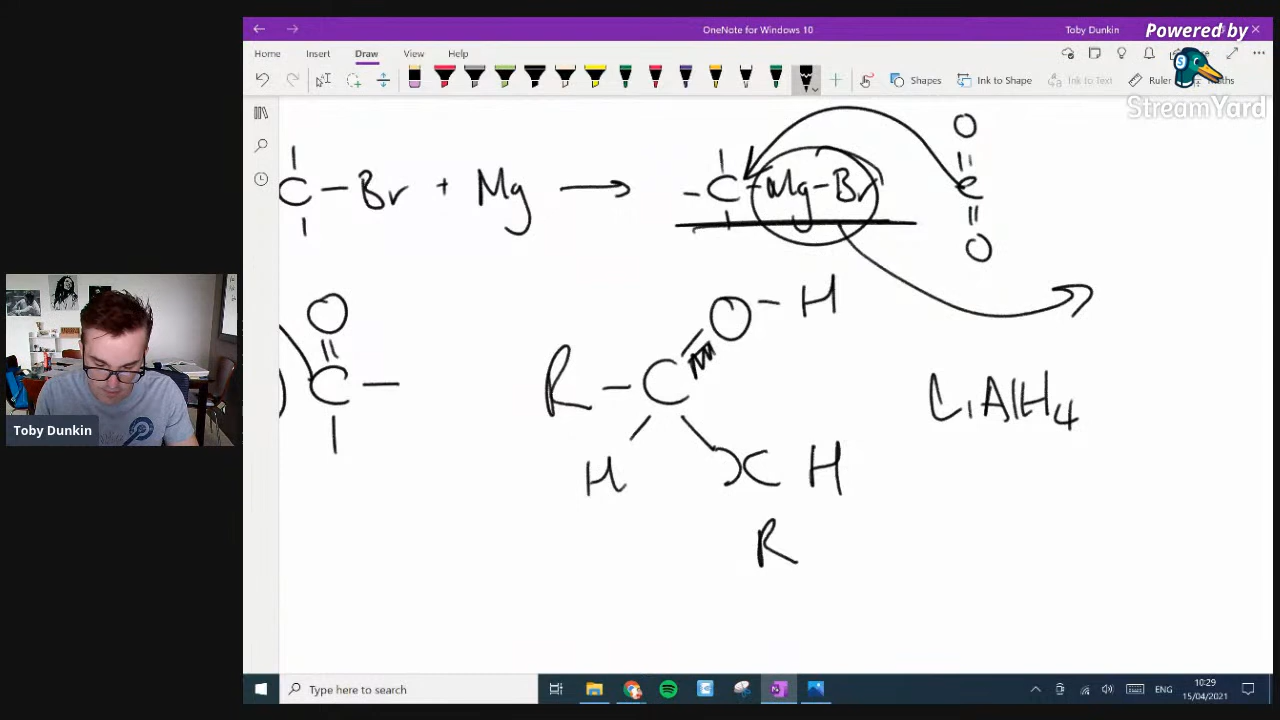 OneNote for Windows 10
Toby Dunkin
Powered by
StreamYard
Home Insert Draw View Help
Shapes Ink to Shape Ink to Text Ruler Maths
O
C - Br + Mg → - C - Mg - Br C
O
O O - H
C - R - C LiAlH4
H X H
R
Toby Dunkin
Type here to search
ENG
10:29
15/04/2021